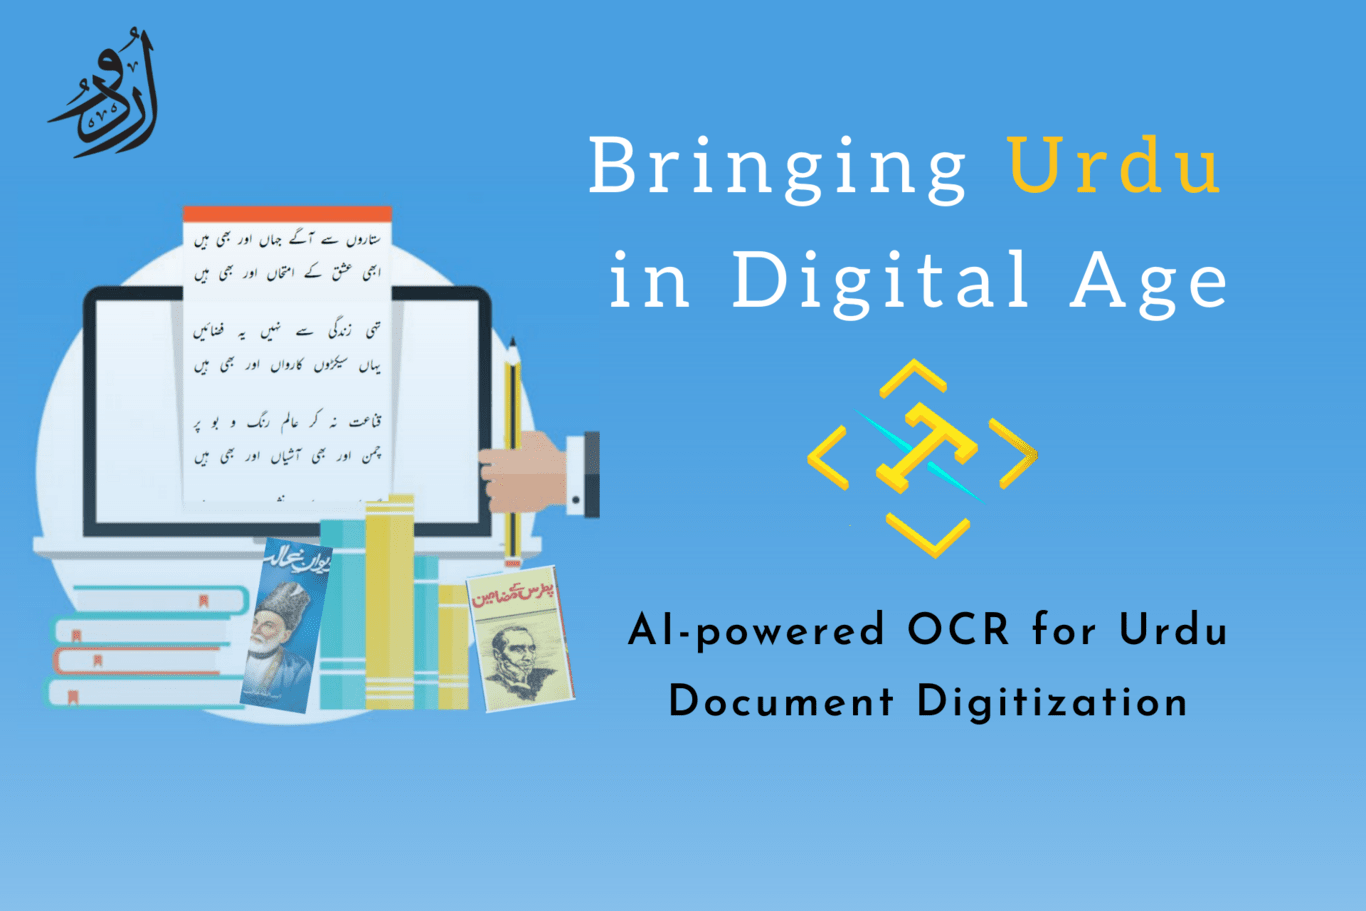 اُردُو
Bringing Urdu
in Digital Age
ستاروں سے آگے جہاں اور بھی ہیں
ابھی عشق کے امتحاں اور بھی ہیں
تہی زندگی سے نہیں یہ فضائیں
یہاں سیکڑوں کارواں اور بھی ہیں
قناعت نہ کر عالم رنگ و بو پر
چمن اور بھی آشیاں اور بھی ہیں
T
دیوانِ غالب
پطرس کے مضامین
AI-powered OCR for Urdu
Document Digitization